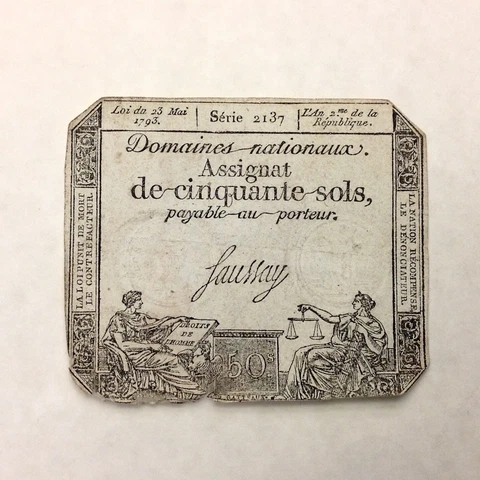 Loi du 23 Mai
1793.
Série 2137
L'An 2.me de la
République.
Domaines nationaux.
Assignat
de cinquante sols,
payable au porteur.
Saussay
LA LOI PUNIT DE MORT
LE CONTREFACTEUR.
LA NATION RÉCOMPENSE
LE DÉNONCIATEUR.
DROITS
DE
L'HOMME
50s